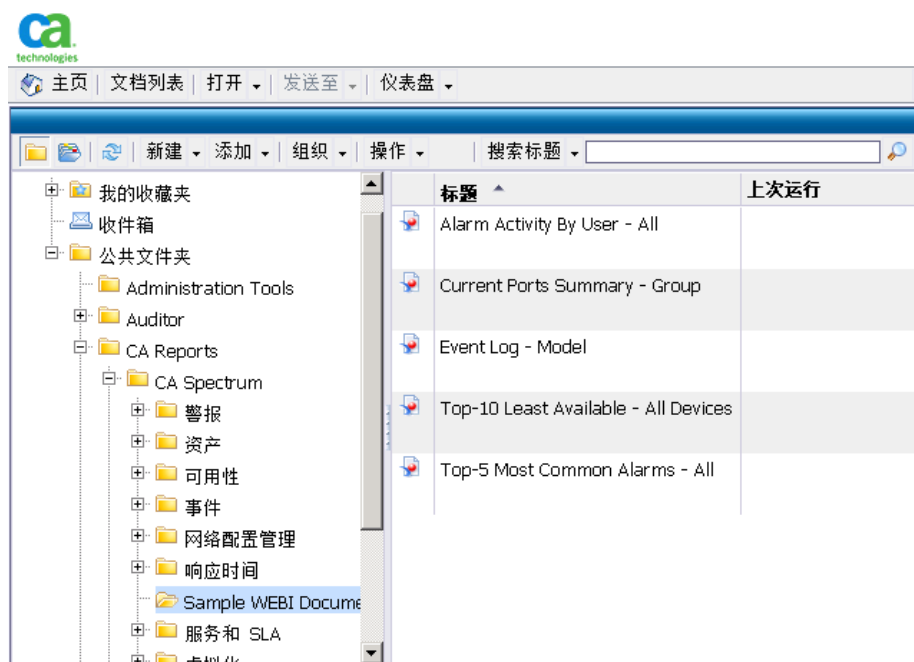 ca
technologies
主页 文档列表 打开 发送至 仪表盘
新建 添加 组织 操作 搜索标题
我的收藏夹
收件箱
公共文件夹
Administration Tools
Auditor
CA Reports
CA Spectrum
警报
资产
可用性
事件
网络配置管理
响应时间
Sample WEBI Docume
服务和 SLA
虚拟化
标题 上次运行
Alarm Activity By User - All
Current Ports Summary - Group
Event Log - Model
Top-10 Least Available - All Devices
Top-5 Most Common Alarms - All